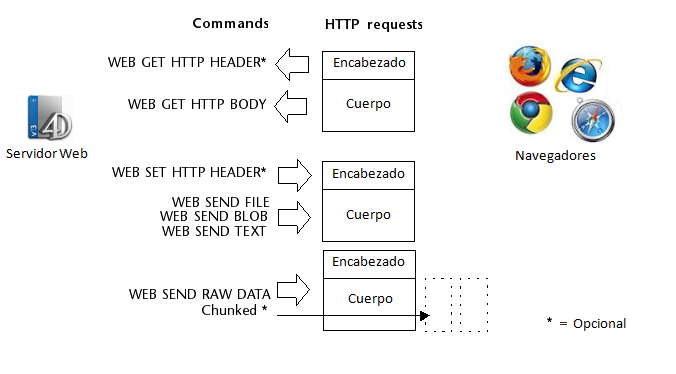 Commands
HTTP requests
WEB GET HTTP HEADER*
Encabezado
WEB GET HTTP BODY
Cuerpo
v3
4D
Servidor Web
Navegadores
WEB SET HTTP HEADER*
Encabezado
WEB SEND FILE
WEB SEND BLOB
WEB SEND TEXT
Cuerpo
Encabezado
WEB SEND RAW DATA
Chunked *
Cuerpo
* = Opcional